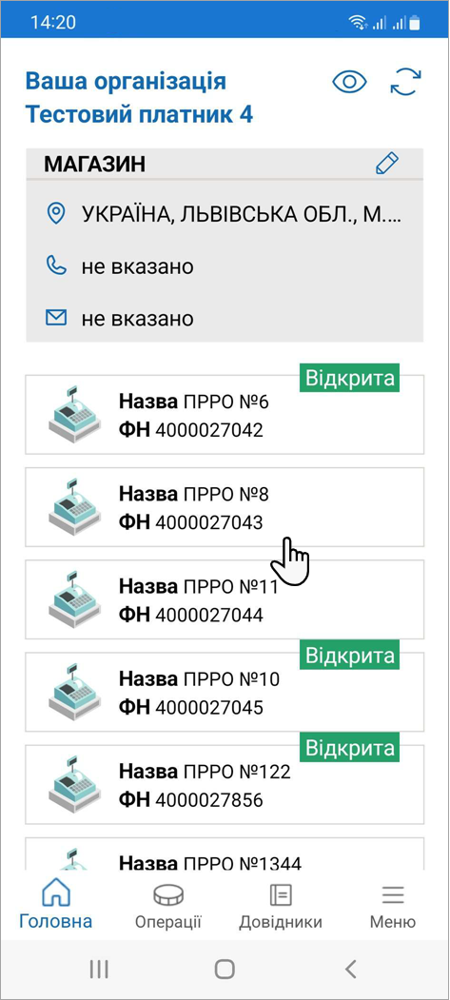 14:20
Ваша організація
Тестовий платник 4
МАГАЗИН
УКРАЇНА, ЛЬВІВСЬКА ОБЛ., М....
не вказано
не вказано
Відкрита
Назва ПРРО №6
ФН 4000027042
Назва ПРРО №8
ФН 4000027043
Назва ПРРО №11
ФН 4000027044
Відкрита
Назва ПРРО №10
ФН 4000027045
Відкрита
Назва ПРРО №122
ФН 4000027856
Назва ПРРО №1344
Головна
Операції
Довідники
Меню